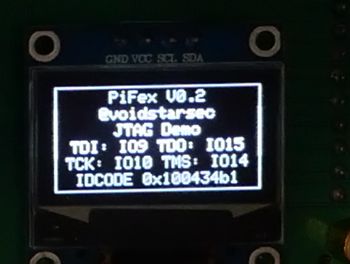 GND VCC SCL SDA
PiFex V0.2
@voidstarsec
JTAG Demo
TDI: IO9 TDO: IO15
TCK: IO10 TMS: IO14
IDCODE 0x100434b1